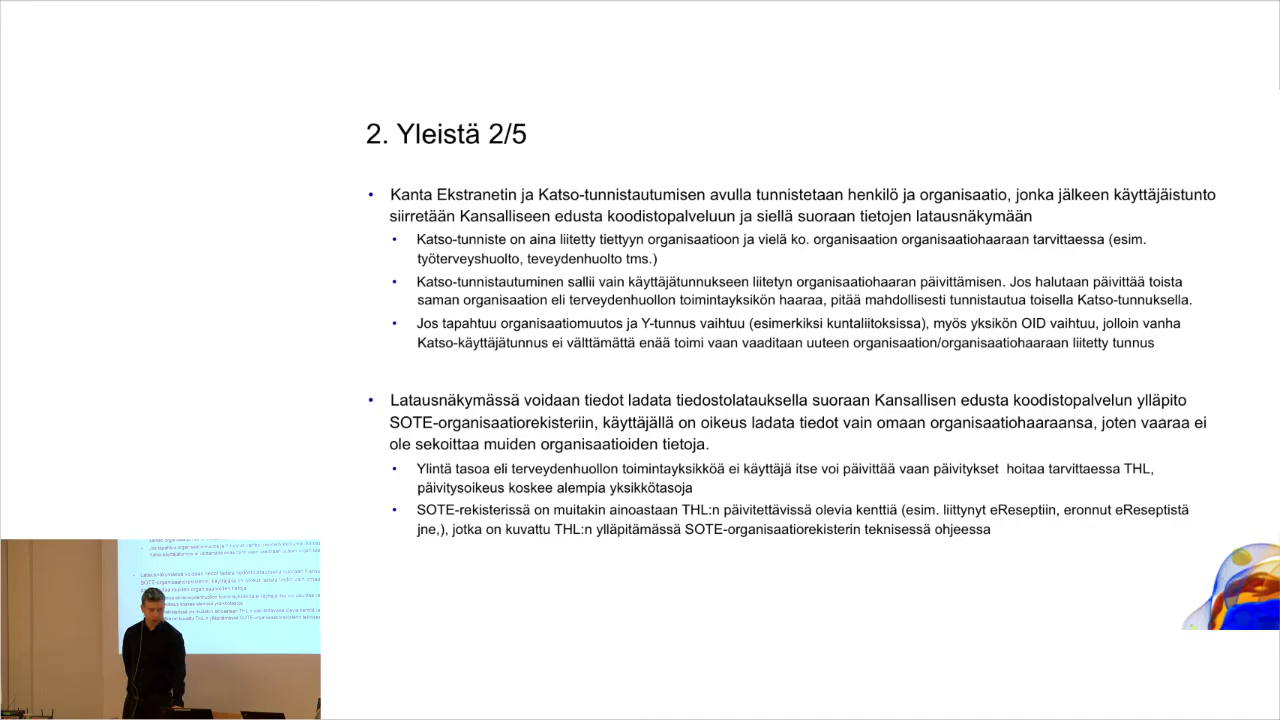 2. Yleistä 2/5
• Kanta Ekstranetin ja Katso-tunnistautumisen avulla tunnistetaan henkilö ja organisaatio, jonka jälkeen käyttäjäistunto
siirretään Kansalliseen edusta koodistopalveluun ja siellä suoraan tietojen latausnäkymään
• Katso-tunniste on aina liitetty tiettyyn organisaatioon ja vielä ko. organisaation organisaatiohaaraan tarvittaessa (esim.
työterveyshuolto, teveydenhuolto tms.)
• Katso-tunnistautuminen sallii vain käyttäjätunnukseen liitetyn organisaatiohaaran päivittämisen. Jos halutaan päivittää toista
saman organisaation eli terveydenhuollon toimintayksikön haaraa, pitää mahdollisesti tunnistautua toisella Katso-tunnuksella.
• Jos tapahtuu organisaatiomuutos ja Y-tunnus vaihtuu (esimerkiksi kuntaliitoksissa), myös yksikön OID vaihtuu, jolloin vanha
Katso-käyttäjätunnus ei välttämättä enää toimi vaan vaaditaan uuteen organisaation/organisaatiohaaraan liitetty tunnus
• Latausnäkymässä voidaan tiedot ladata tiedostolatauksella suoraan Kansallisen edusta koodistopalvelun ylläpito
SOTE-organisaatiorekisteriin, käyttäjällä on oikeus ladata tiedot vain omaan organisaatiohaaraansa, joten vaaraa ei
ole sekoittaa muiden organisaatioiden tietoja.
• Ylintä tasoa eli terveydenhuollon toimintayksikköä ei käyttäjä itse voi päivittää vaan päivitykset hoitaa tarvittaessa THL,
päivitysoikeus koskee alempia yksikkötasoja
• SOTE-rekisterissä on muitakin ainoastaan THL:n päivitettävissä olevia kenttiä (esim. liittynyt eReseptiin, eronnut eReseptistä
jne,), jotka on kuvattu THL:n ylläpitämässä SOTE-organisaatiorekisterin teknisessä ohjeessa